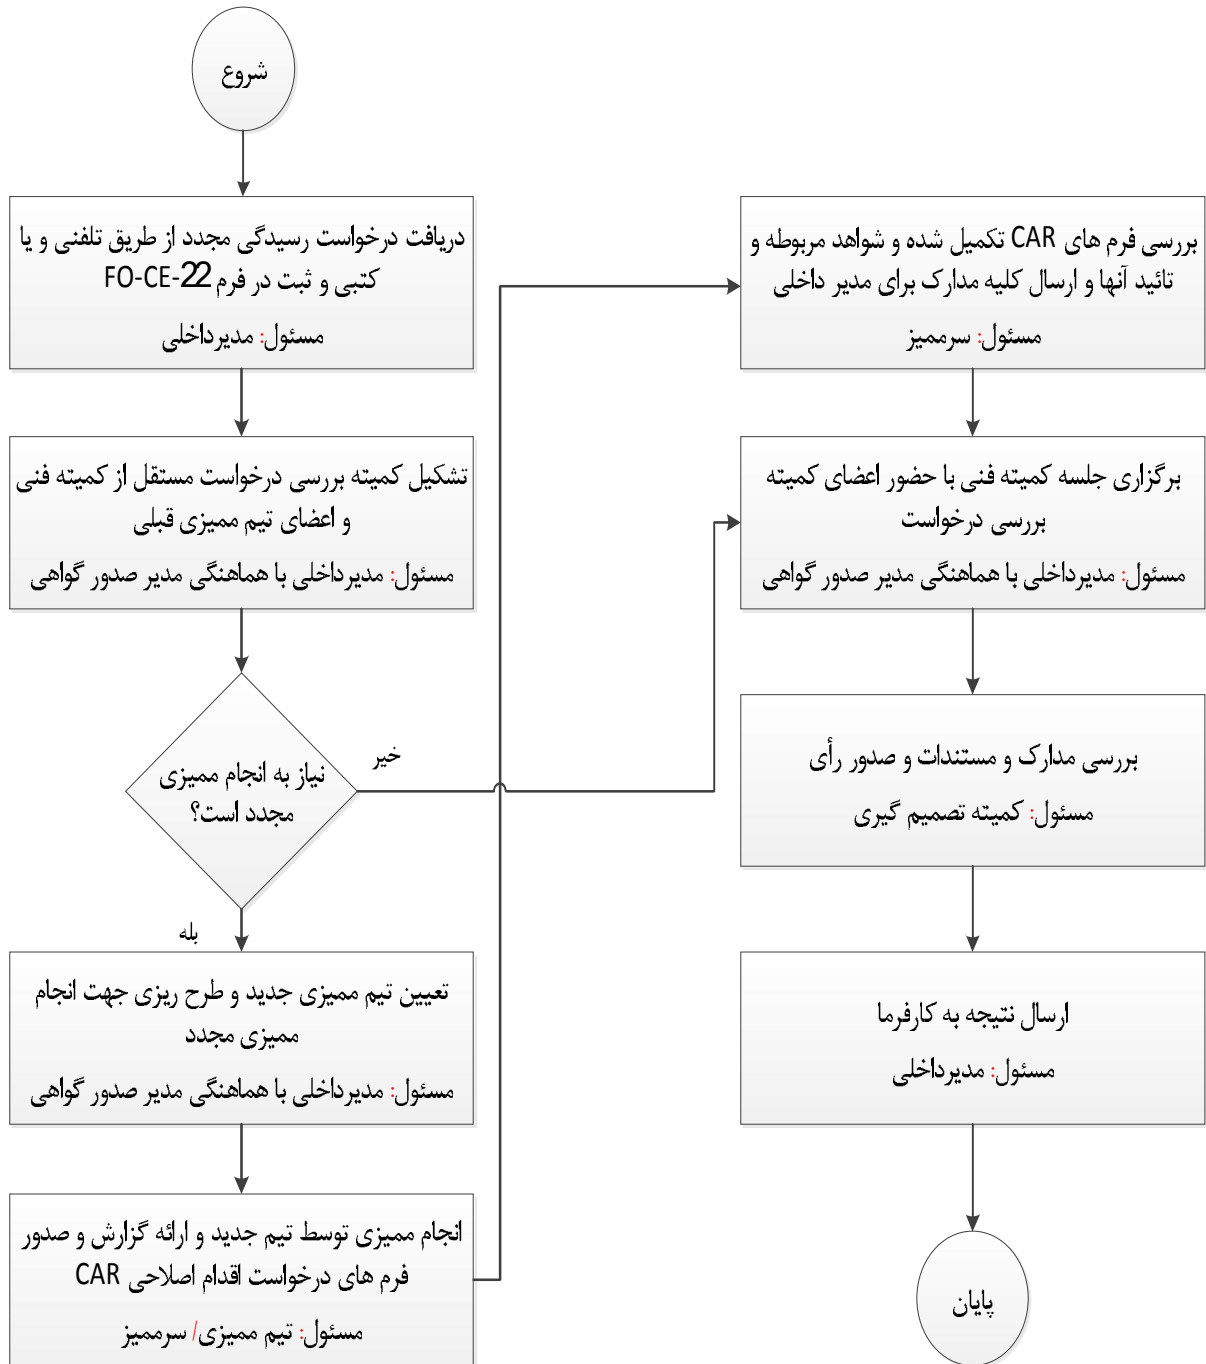 شروع
دریافت درخواست رسیدگی مجدد از طریق تلفنی و یا
کتبی و ثبت در فرم FO-CE-22
مسئول: مدیرداخلی
تشکیل کمیته بررسی درخواست مستقل از کمیته فنی
و اعضای تیم ممیزی قبلی
مسئول: مدیرداخلی با هماهنگی مدیر صدور گواهی
نیاز به انجام ممیزی
مجدد است؟
خیر
بله
تعیین تیم ممیزی جدید و طرح ریزی جهت انجام
ممیزی مجدد
مسئول: مدیرداخلی با هماهنگی مدیر صدور گواهی
انجام ممیزی توسط تیم جدید و ارائه گزارش و صدور
فرم های درخواست اقدام اصلاحی CAR
مسئول: تیم ممیزی/ سرممیز
بررسی فرم های CAR تکمیل شده و شواهد مربوطه و
تائید آنها و ارسال کلیه مدارک برای مدیر داخلی
مسئول: سرممیز
برگزاری جلسه کمیته فنی با حضور اعضای کمیته
بررسی درخواست
مسئول: مدیرداخلی با هماهنگی مدیر صدور گواهی
بررسی مدارک و مستندات و صدور رأی
مسئول: کمیته تصمیم گیری
ارسال نتیجه به کارفرما
مسئول: مدیرداخلی
پایان